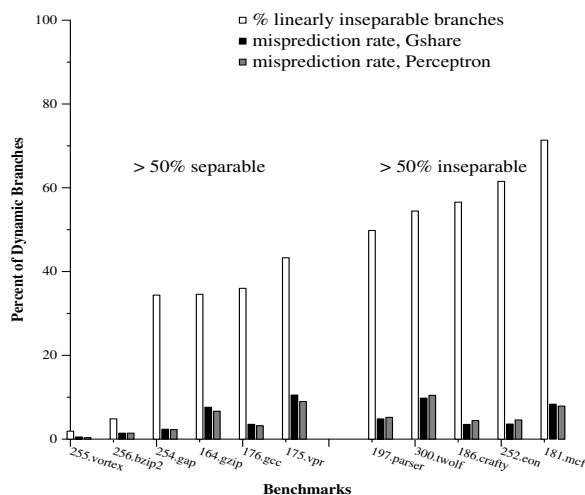 100
80
60
40
20
0
Percent of Dynamic Branches
% linearly inseparable branches
misprediction rate, Gshare
misprediction rate, Perceptron
> 50% separable
> 50% inseparable
255.vortex
256.bzip2
254.gap
164.gzip
176.gcc
175.vpr
197.parser
300.twolf
186.crafty
252.eon
181.mcf
Benchmarks